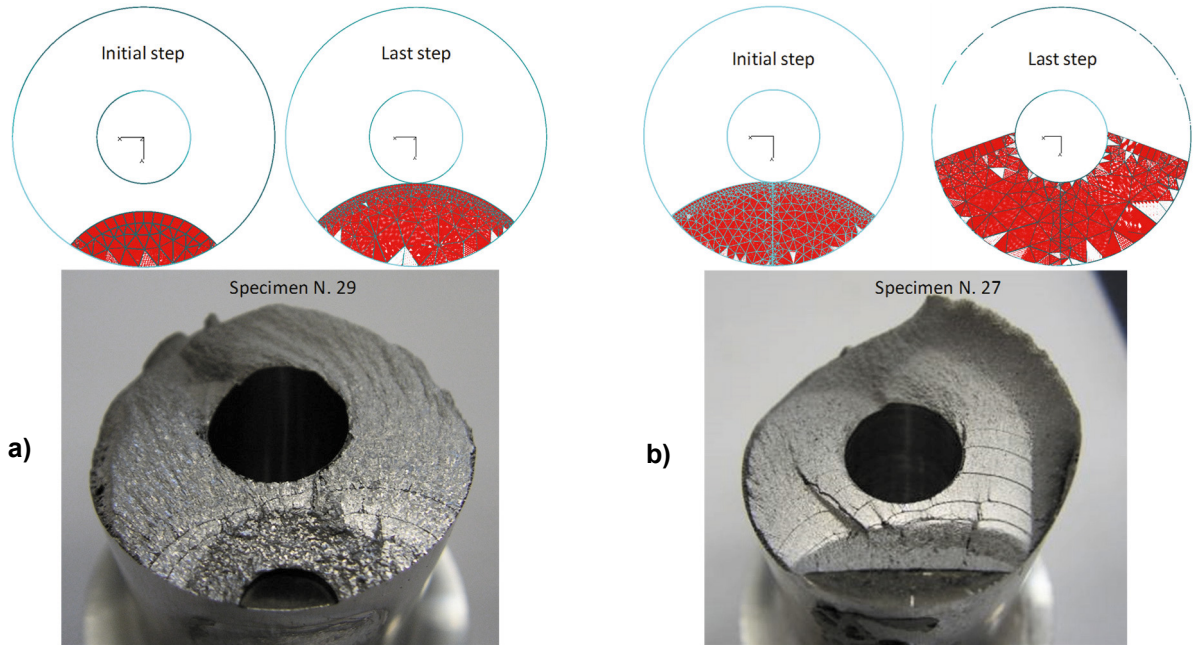 Initial step
Last step
Initial step
Last step
Specimen N. 29
Specimen N. 27
a)
b)